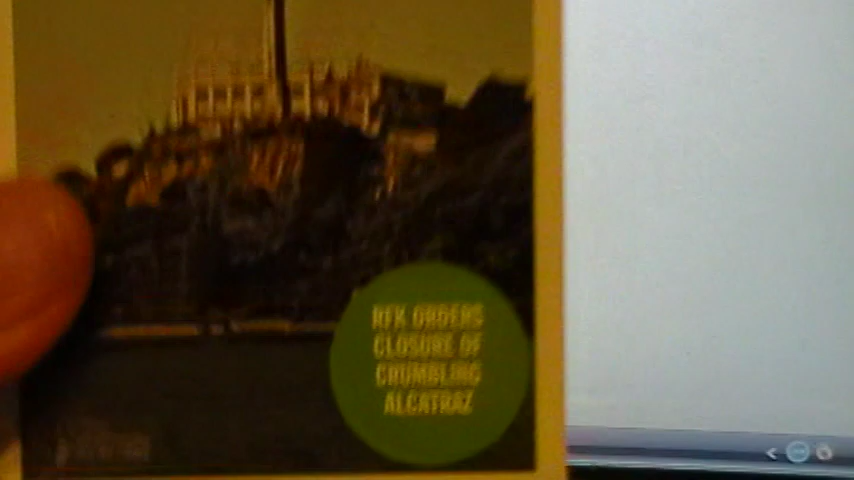 RFK ORDERS
CLOSURE OF
CRUMBLING
ALCATRAZ